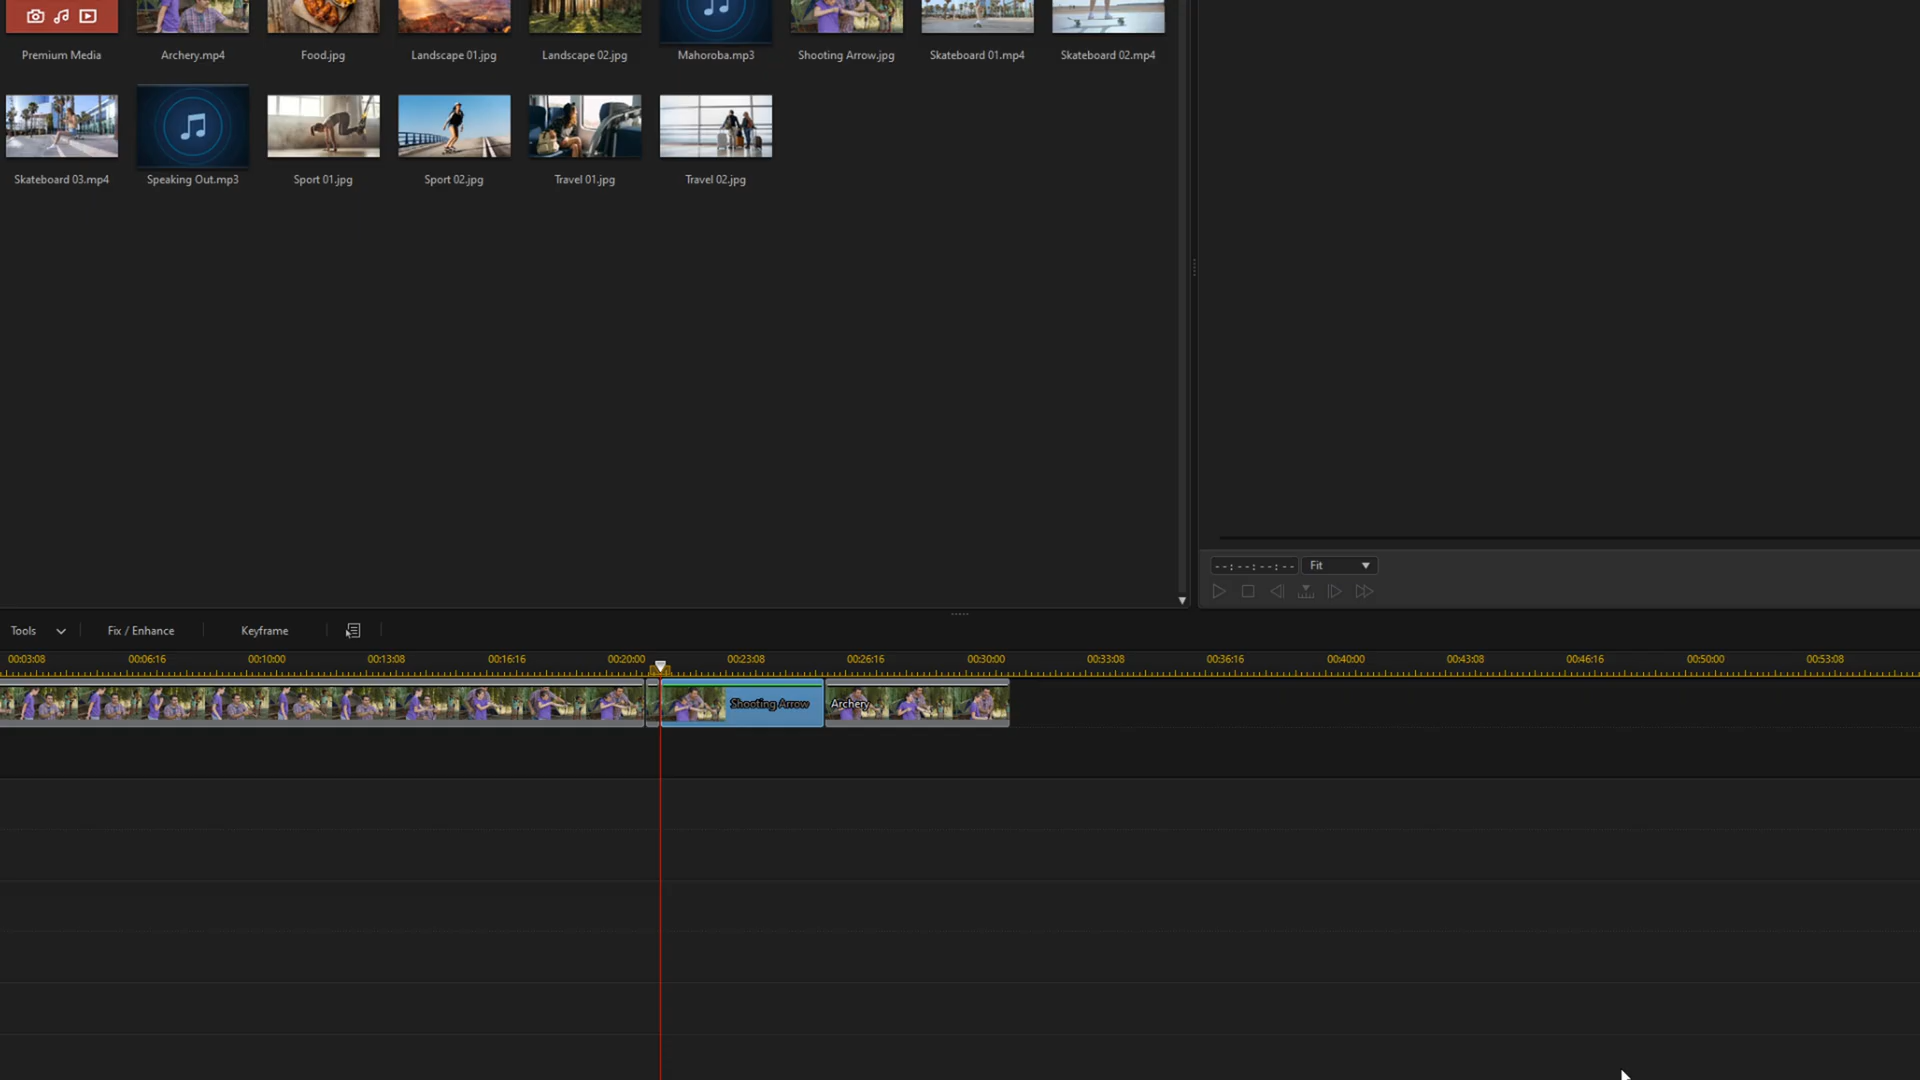 Premium Media
Archery.mp4
Food.jpg
Landscape 01.jpg
Landscape 02.jpg
Mahoroba.mp3
Shooting Arrow.jpg
Skateboard 01.mp4
Skateboard 02.mp4
Skateboard 03.mp4
Speaking Out.mp3
Sport 01.jpg
Sport 02.jpg
Travel 01.jpg
Travel 02.jpg
--:--:--:-- Fit
Tools Fix / Enhance Keyframe
00:03:08 00:06:16 00:10:00 00:13:08 00:16:16 00:20:00 00:23:08 00:26:16 00:30:00 00:33:08 00:36:16 00:40:00 00:43:08 00:46:16 00:50:00 00:53:08
Shooting Arrow Archery